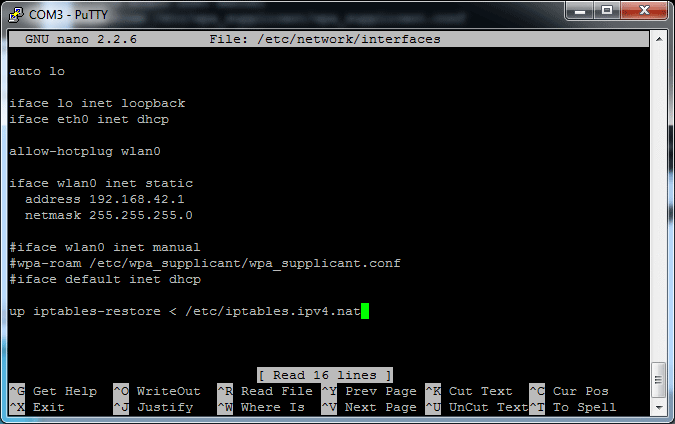 COM3 - PuTTY
GNU nano 2.2.6 File: /etc/network/interfaces
auto lo
iface lo inet loopback
iface eth0 inet dhcp
allow-hotplug wlan0
iface wlan0 inet static
address 192.168.42.1
netmask 255.255.255.0
#iface wlan0 inet manual
#wpa-roam /etc/wpa_supplicant/wpa_supplicant.conf
#iface default inet dhcp
up iptables-restore < /etc/iptables.ipv4.nat
[ Read 16 lines ]
^G Get Help ^O WriteOut ^R Read File ^Y Prev Page ^K Cut Text ^C Cur Pos
^X Exit ^J Justify ^W Where Is ^V Next Page ^U UnCut Text ^T To Spell